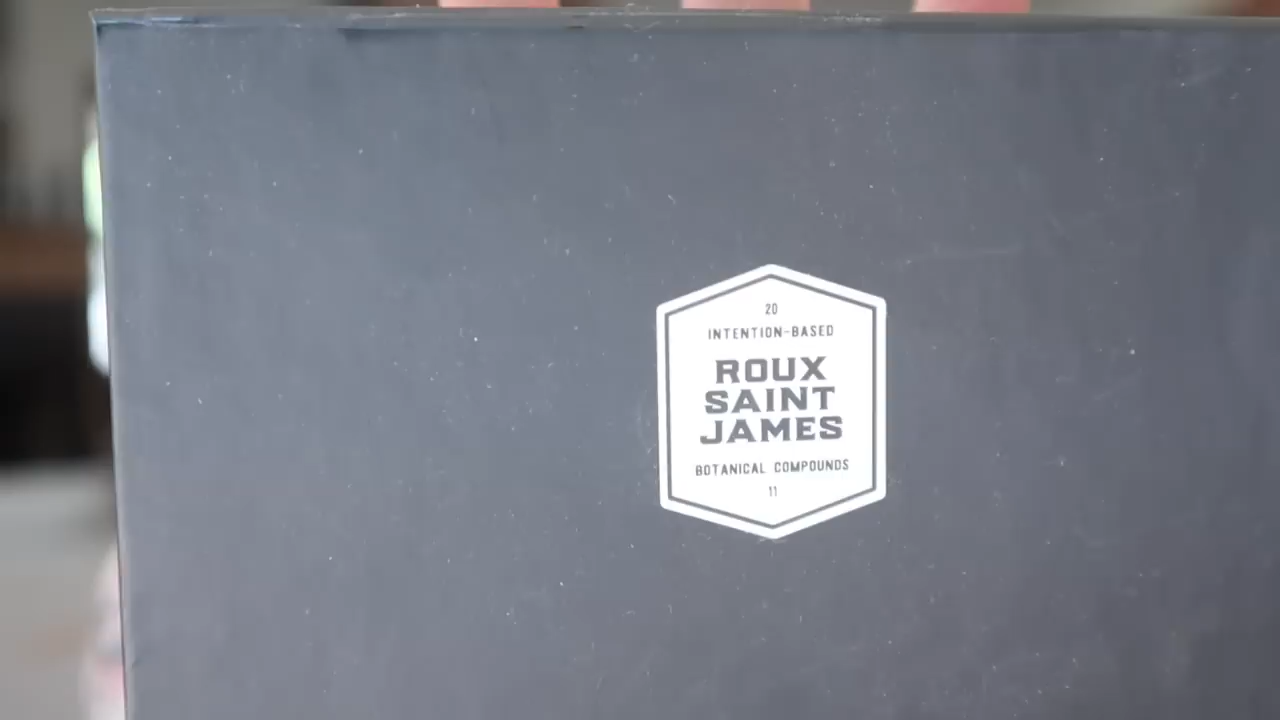 20
INTENTION-BASED
ROUX
SAINT
JAMES
BOTANICAL COMPOUNDS
11